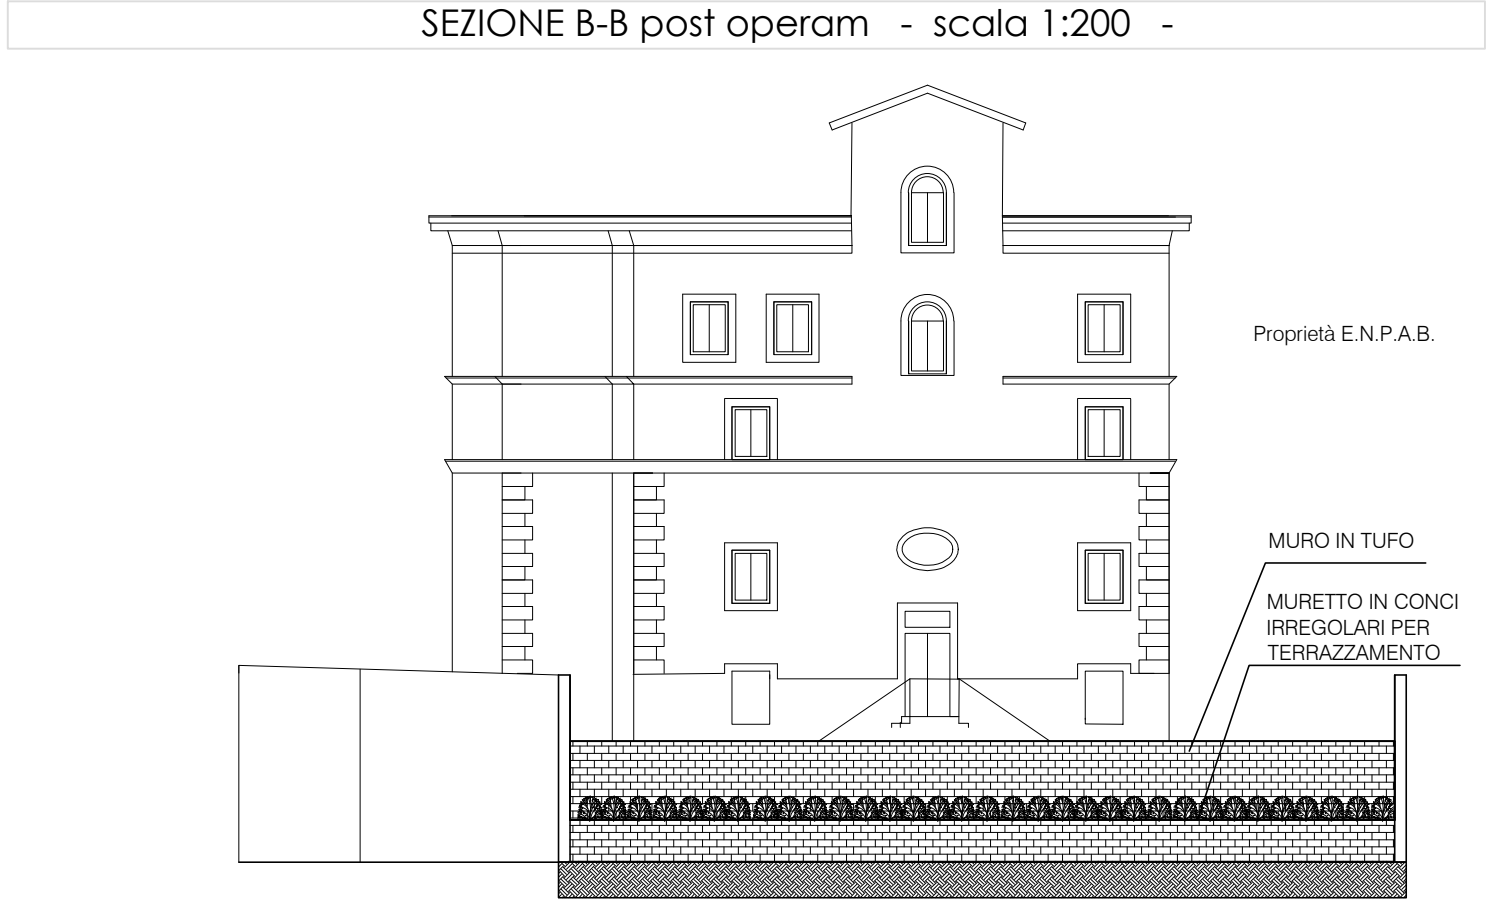 SEZIONE B-B post operam - scala 1:200 -
Proprietà E.N.P.A.B.
MURO IN TUFO
MURETTO IN CONCI
IRREGOLARI PER
TERRAZZAMENTO